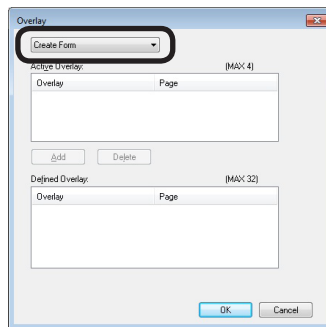 Overlay
Create Form
Active Overlay: (MAX 4)
Overlay Page
Add Delete
Defined Overlay: (MAX 32)
Overlay Page
OK Cancel